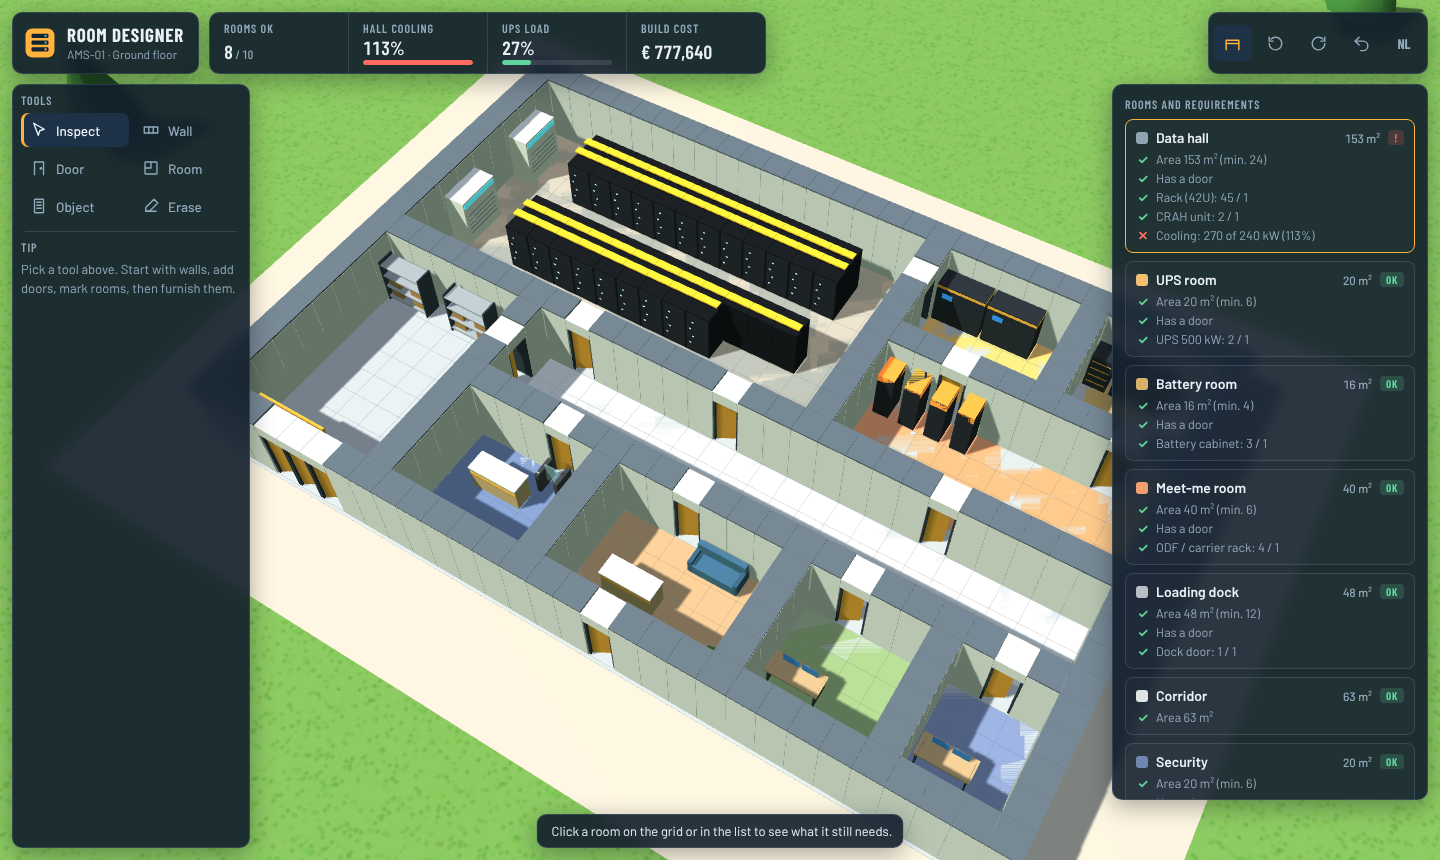 ROOM DESIGNER
AMS-01 · Ground floor
ROOMS OK
8 / 10
HALL COOLING
113%
UPS LOAD
27%
BUILD COST
€ 777,640
NL
TOOLS
Inspect
Wall
Door
Room
Object
Erase
TIP
Pick a tool above. Start with walls, add
doors, mark rooms, then furnish them.
ROOMS AND REQUIREMENTS
Data hall 153 m² !
Area 153 m² (min. 24)
Has a door
Rack (42U): 45 / 1
CRAH unit: 2 / 1
Cooling: 270 of 240 kW (113%)
UPS room 20 m² OK
Area 20 m² (min. 6)
Has a door
UPS 500 kW: 2 / 1
Battery room 16 m² OK
Area 16 m² (min. 4)
Has a door
Battery cabinet: 3 / 1
Meet-me room 40 m² OK
Area 40 m² (min. 6)
Has a door
ODF / carrier rack: 4 / 1
Loading dock 48 m² OK
Area 48 m² (min. 12)
Has a door
Dock door: 1 / 1
Corridor 63 m² OK
Area 63 m²
Security 20 m² OK
Area 20 m² (min. 6)
Click a room on the grid or in the list to see what it still needs.